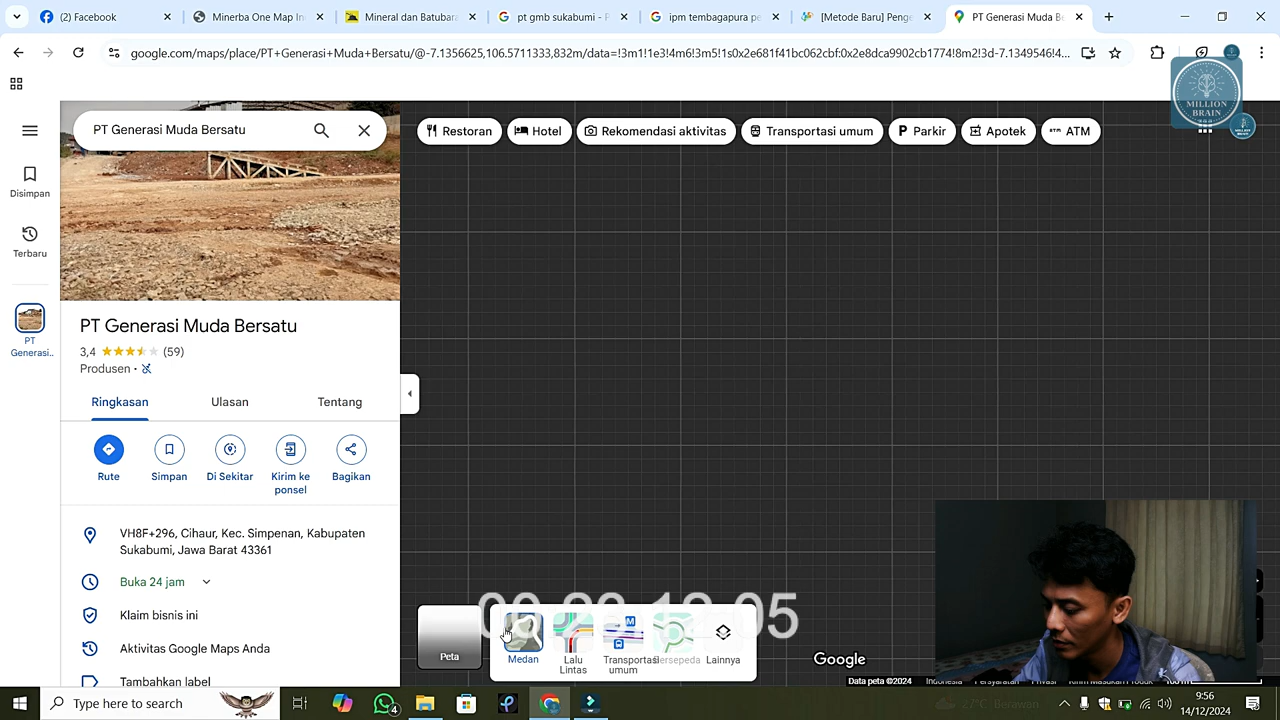 (2) Facebook
Minerba One Map In
Mineral dan Batubara
pt gmb sukabumi - P
ipm tembagapura pe
[Metode Baru] Penge
PT Generasi Muda B
google.com/maps/place/PT+Generasi+Muda+Bersatu/@-7.1356625,106.5711333,832m/data=!3m1!1e3!4m6!3m5!1s0x2e681f41bc062cbf:0x2e8dca9902cb1774!8m2!3d-7.1349546!4m...
MILLION
BRAIN
PT Generasi Muda Bersatu
Restoran
Hotel
Rekomendasi aktivitas
Transportasi umum
Parkir
Apotek
ATM
Disimpan
Terbaru
PT
Generasi..
PT Generasi Muda Bersatu
3,4 (59)
Produsen
Ringkasan
Ulasan
Tentang
Rute
Simpan
Di Sekitar
Kirim ke
ponsel
Bagikan
VH8F+296, Cihaur, Kec. Simpenan, Kabupaten
Sukabumi, Jawa Barat 43361
Buka 24 jam
Klaim bisnis ini
Aktivitas Google Maps Anda
Tambahkan label
Peta
Medan
Lalu
Lintas
Transportasi
umum
Bersepeda
Lainnya
Google
Data peta ©2024
Indonesia
Type here to search
4
27°C Berawan
9:56
14/12/2024